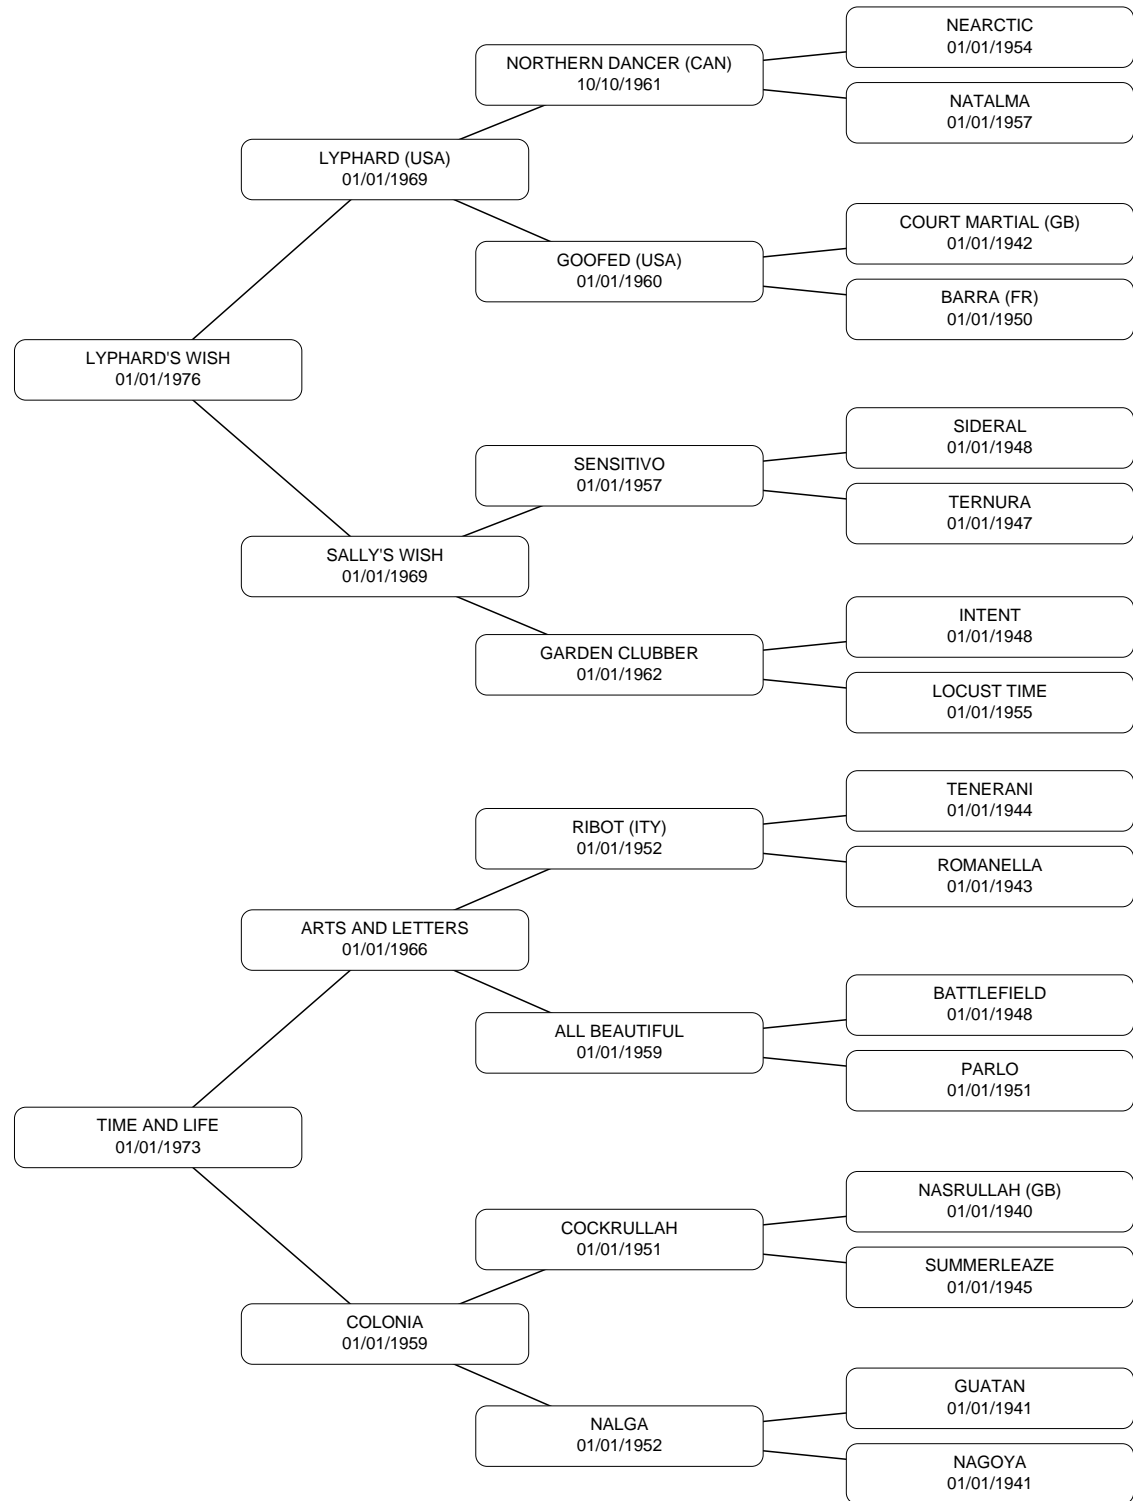 NEARCTIC
01/01/1954
NORTHERN DANCER (CAN)
10/10/1961
NATALMA
01/01/1957
LYPHARD (USA)
01/01/1969
COURT MARTIAL (GB)
01/01/1942
GOOFED (USA)
01/01/1960
BARRA (FR)
01/01/1950
LYPHARD'S WISH
01/01/1976
SIDERAL
01/01/1948
SENSITIVO
01/01/1957
TERNURA
01/01/1947
SALLY'S WISH
01/01/1969
INTENT
01/01/1948
GARDEN CLUBBER
01/01/1962
LOCUST TIME
01/01/1955
TENERANI
01/01/1944
RIBOT (ITY)
01/01/1952
ROMANELLA
01/01/1943
ARTS AND LETTERS
01/01/1966
BATTLEFIELD
01/01/1948
ALL BEAUTIFUL
01/01/1959
PARLO
01/01/1951
TIME AND LIFE
01/01/1973
NASRULLAH (GB)
01/01/1940
COCKRULLAH
01/01/1951
SUMMERLEAZE
01/01/1945
COLONIA
01/01/1959
GUATAN
01/01/1941
NALGA
01/01/1952
NAGOYA
01/01/1941